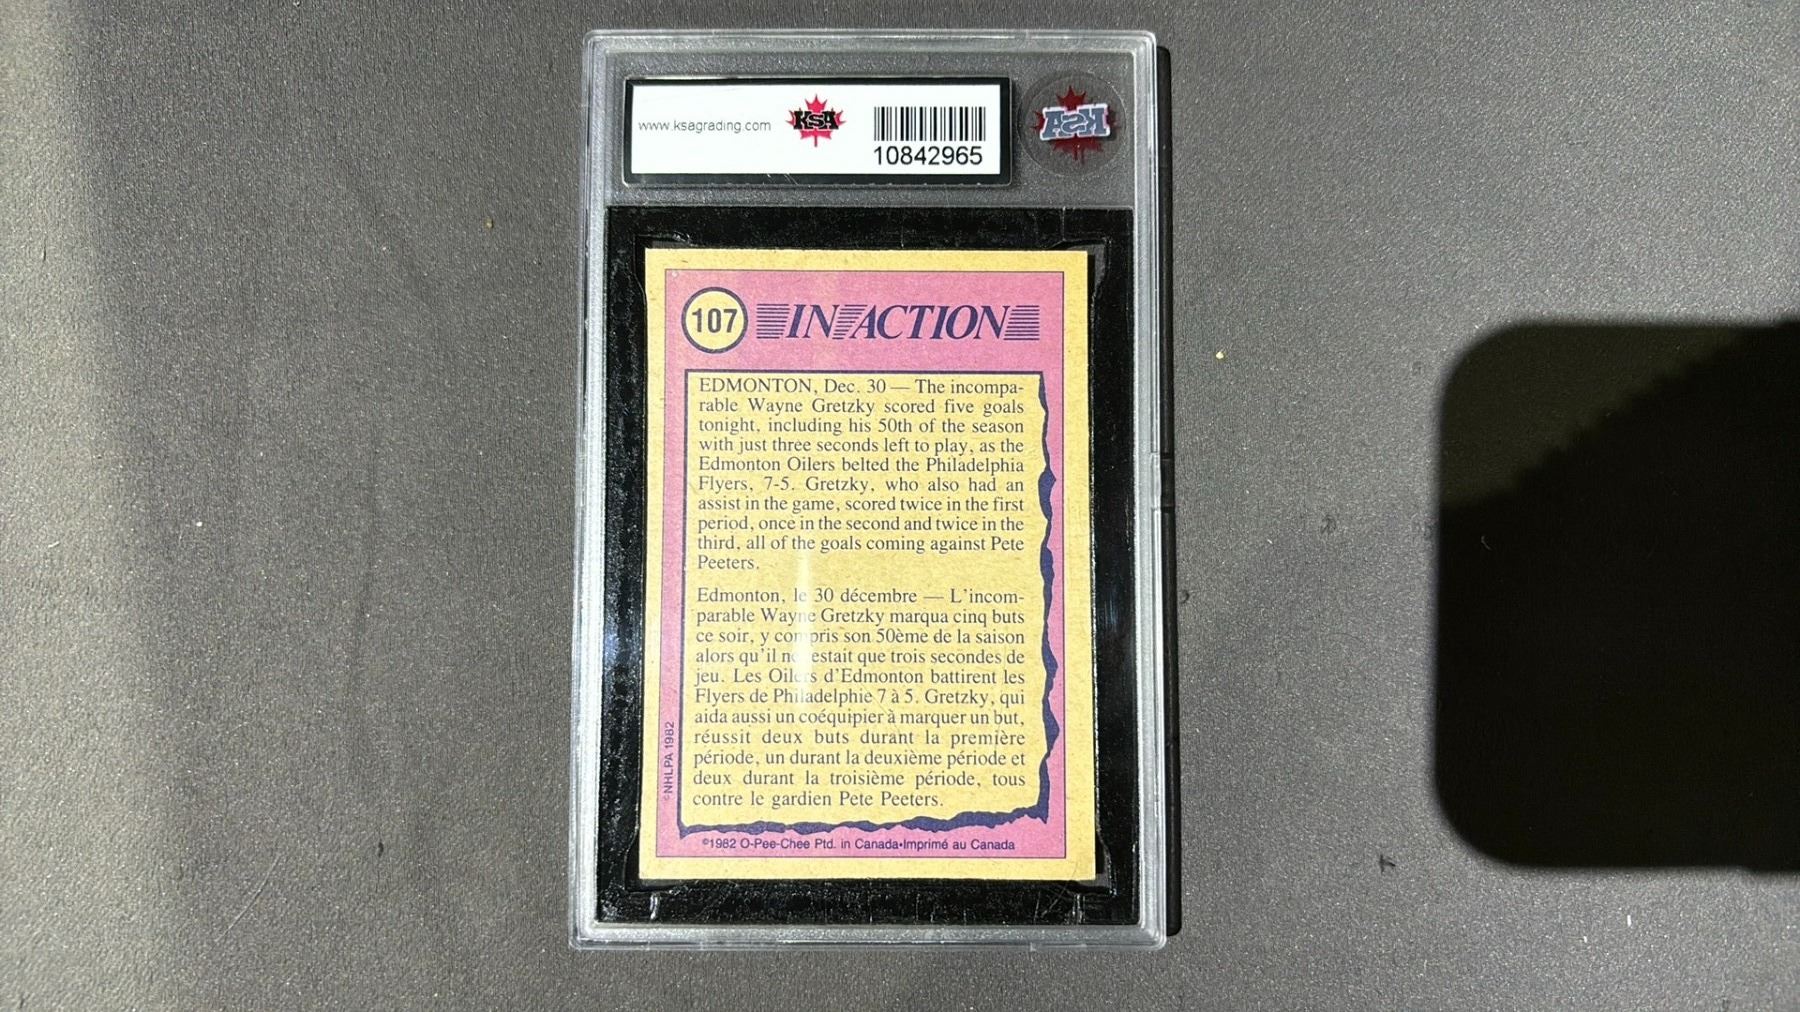 www.ksagrading.com
KSA
10842965
KSA
107
IN ACTION
EDMONTON, Dec. 30 — The incompa-
rable Wayne Gretzky scored five goals
tonight, including his 50th of the season
with just three seconds left to play, as the
Edmonton Oilers belted the Philadelphia
Flyers, 7-5. Gretzky, who also had an
assist in the game, scored twice in the first
period, once in the second and twice in the
third, all of the goals coming against Pete
Peeters.
Edmonton, le 30 décembre — L'incom-
parable Wayne Gretzky marqua cinq buts
ce soir, y compris son 50ème de la saison
alors qu'il ne restait que trois secondes de
jeu. Les Oilers d'Edmonton battirent les
Flyers de Philadelphie 7 à 5. Gretzky, qui
aida aussi un coéquipier à marquer un but,
réussit deux buts durant la première
période, un durant la deuxième période et
deux durant la troisième période, tous
contre le gardien Pete Peeters.
©NHLPA 1982
©1982 O-Pee-Chee Ptd. in Canada•Imprimé au Canada